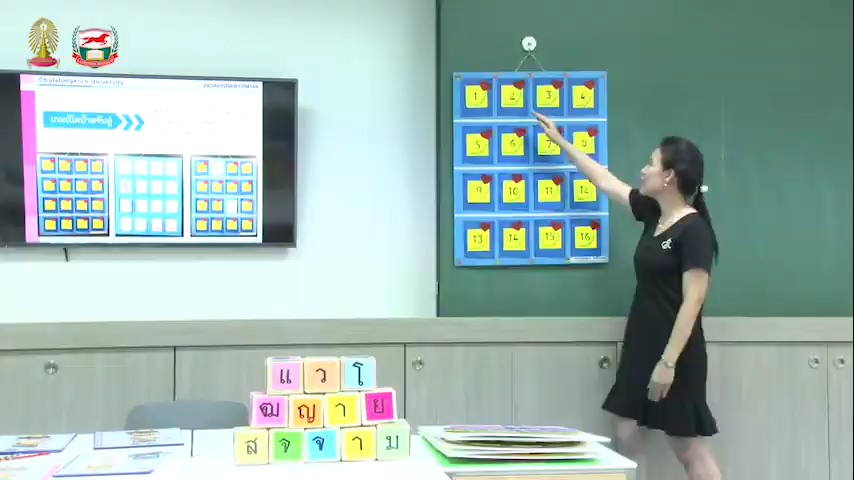 Chulalongkorn University
เกมเปิดป้ายจับคู่
1 2 3 4
5 6 7 8
9 10 11 12
13 14 15 16
แ ว โ
ฒ ญ า ย
ส จ จ า ม